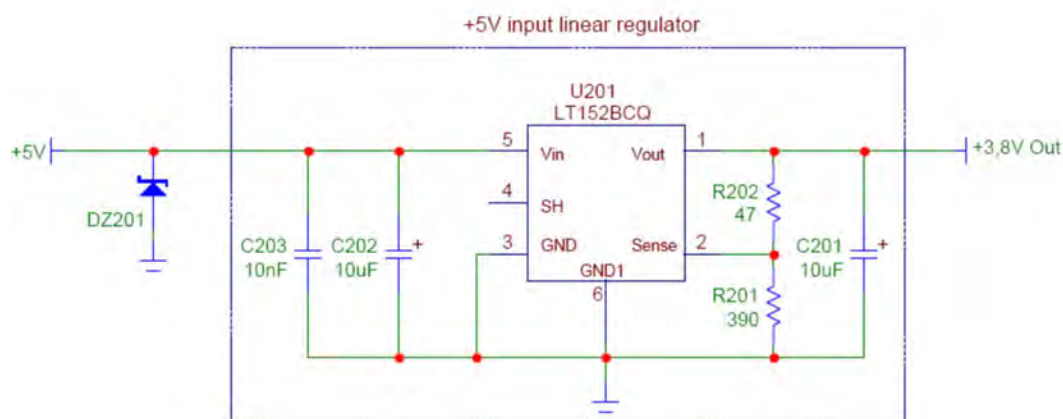 +5V input linear regulator
U201
LT152BCQ
+5V
5
Vin
Vout
1
+3,8V Out
DZ201
4
SH
R202
47
C203
10nF
C202
10uF
+
3
GND
Sense
2
C201
10uF
+
GND1
6
R201
390